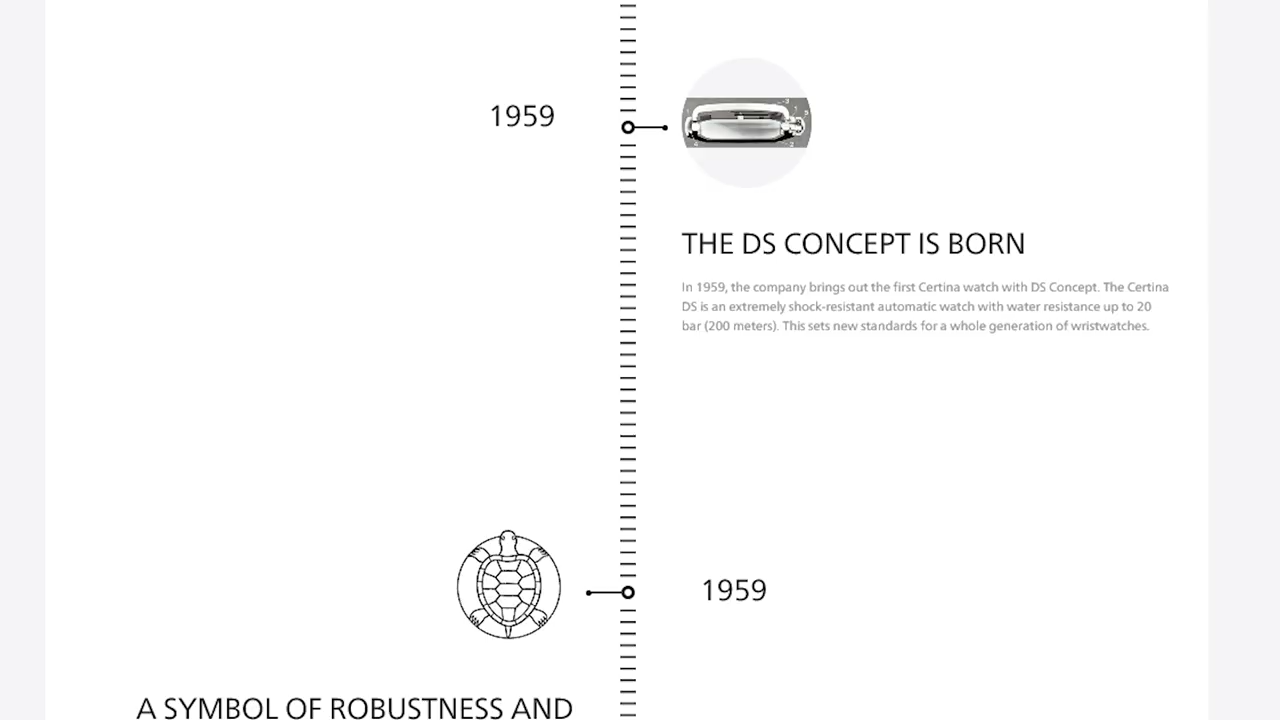 1959
THE DS CONCEPT IS BORN
In 1959, the company brings out the first Certina watch with DS Concept. The Certina
DS is an extremely shock-resistant automatic watch with water resistance up to 20
bar (200 meters). This sets new standards for a whole generation of wristwatches.
1959
A SYMBOL OF ROBUSTNESS AND